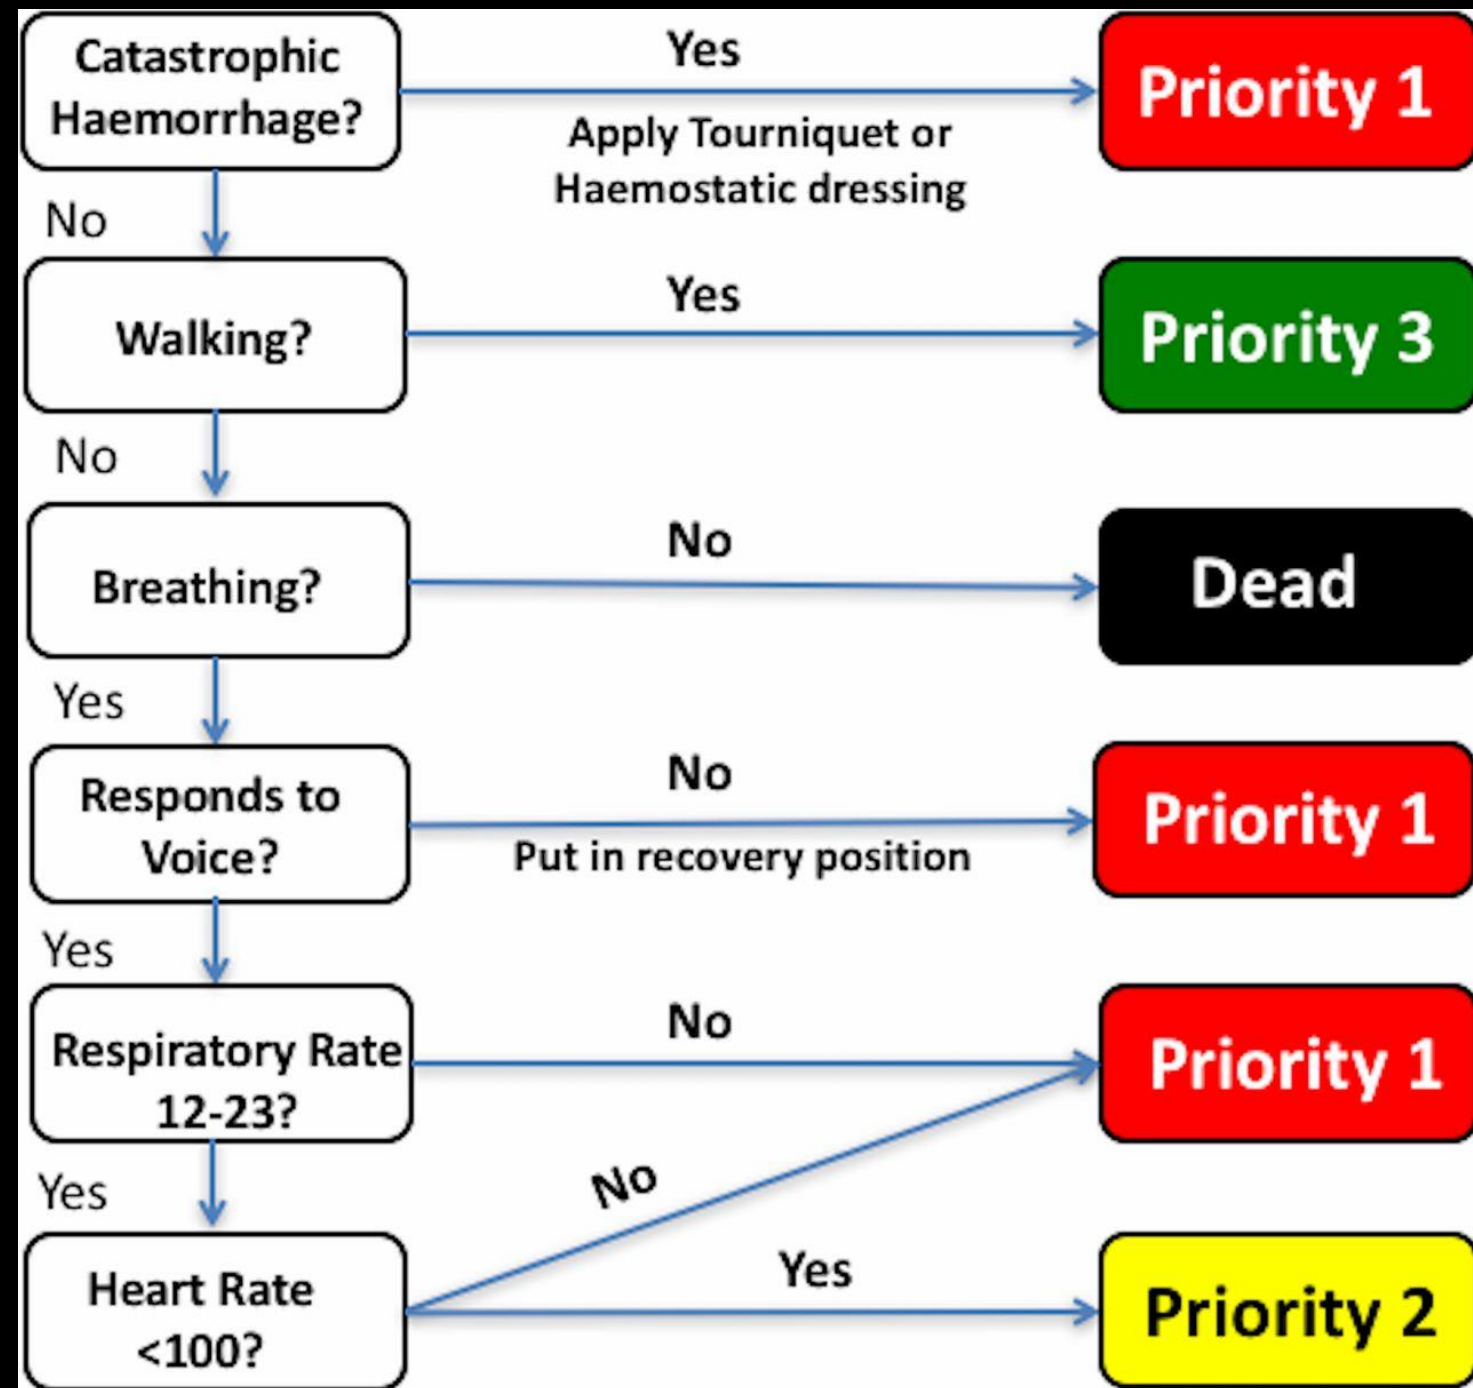 Catastrophic
Haemorrhage?
Yes
Apply Tourniquet or
Haemostatic dressing
Priority 1
No
Walking?
Yes
Priority 3
No
Breathing?
No
Dead
Yes
Responds to
Voice?
No
Put in recovery position
Priority 1
Yes
Respiratory Rate
12-23?
No
Priority 1
Yes
No
Heart Rate
<100?
Yes
Priority 2